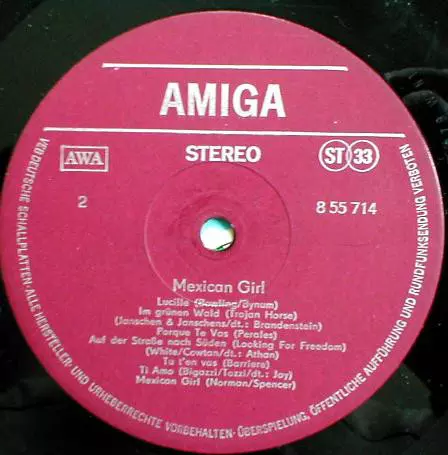 AMIGA
AWA
STEREO
ST 33
2
8 55 714
Mexican Girl
Lucille (Bowling/Bynum)
Im grünen Wald (Trojan Horse)
(Janschen & Janschens/dt.: Brandenstein)
Porque Te Vas (Perales)
Auf der Straße nach Süden (Looking For Freedom)
(White/Cowtan/dt.: Athan)
Tu t'en vas (Barriere)
Ti Amo (Bigazzi/Tozzi/dt.: Jay)
Mexican Girl (Norman/Spencer)
VEB DEUTSCHE SCHALLPLATTEN·ALLE HERSTELLER- UND URHEBERRECHTE VORBEHALTEN·ÜBERSPIELUNG, ÖFFENTLICHE AUFFÜHRUNG UND RUNDFUNKSENDUNG VERBOTEN